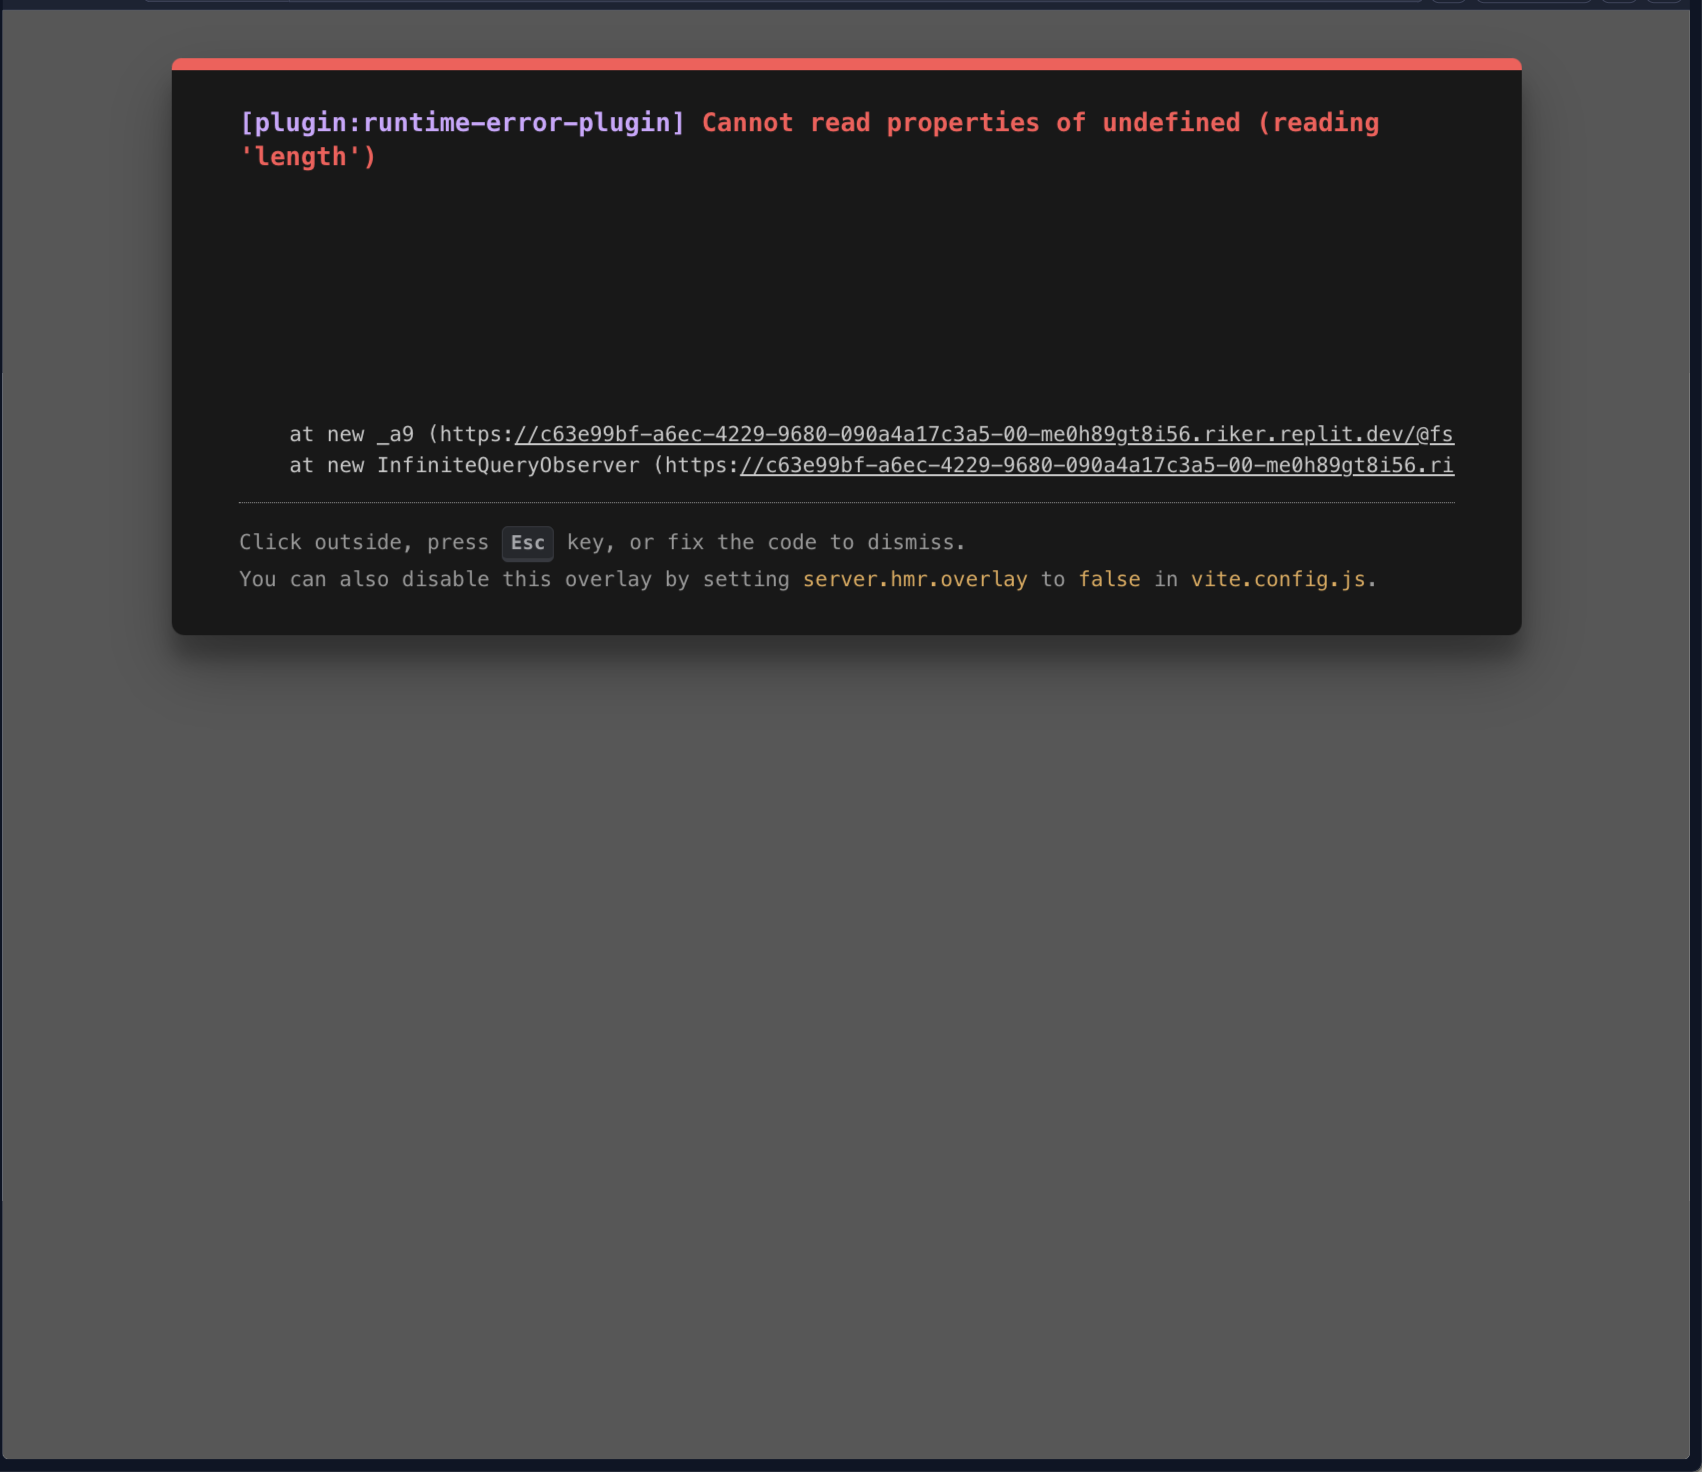 [plugin:runtime-error-plugin] Cannot read properties of undefined (reading
'length')
at new _a9 (https://c63e99bf-a6ec-4229-9680-090a4a17c3a5-00-me0h89gt8i56.riker.replit.dev/@fs
at new InfiniteQueryObserver (https://c63e99bf-a6ec-4229-9680-090a4a17c3a5-00-me0h89gt8i56.ri
Click outside, press Esc key, or fix the code to dismiss.
You can also disable this overlay by setting server.hmr.overlay to false in vite.config.js.